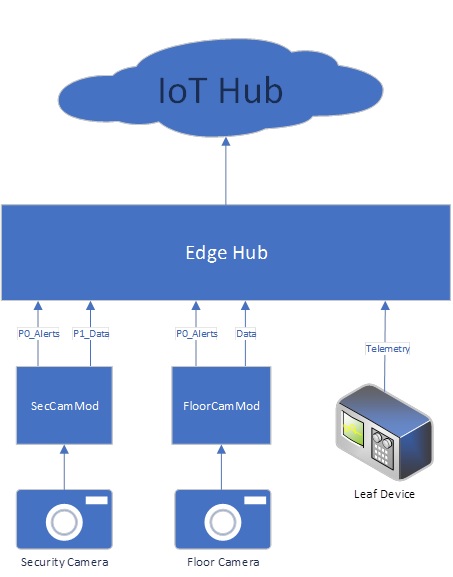 IoT Hub
Edge Hub
P0_Alerts
P1_Data
P0_Alerts
Data
Telemetry
SecCamMod
FloorCamMod
Leaf Device
Security Camera
Floor Camera